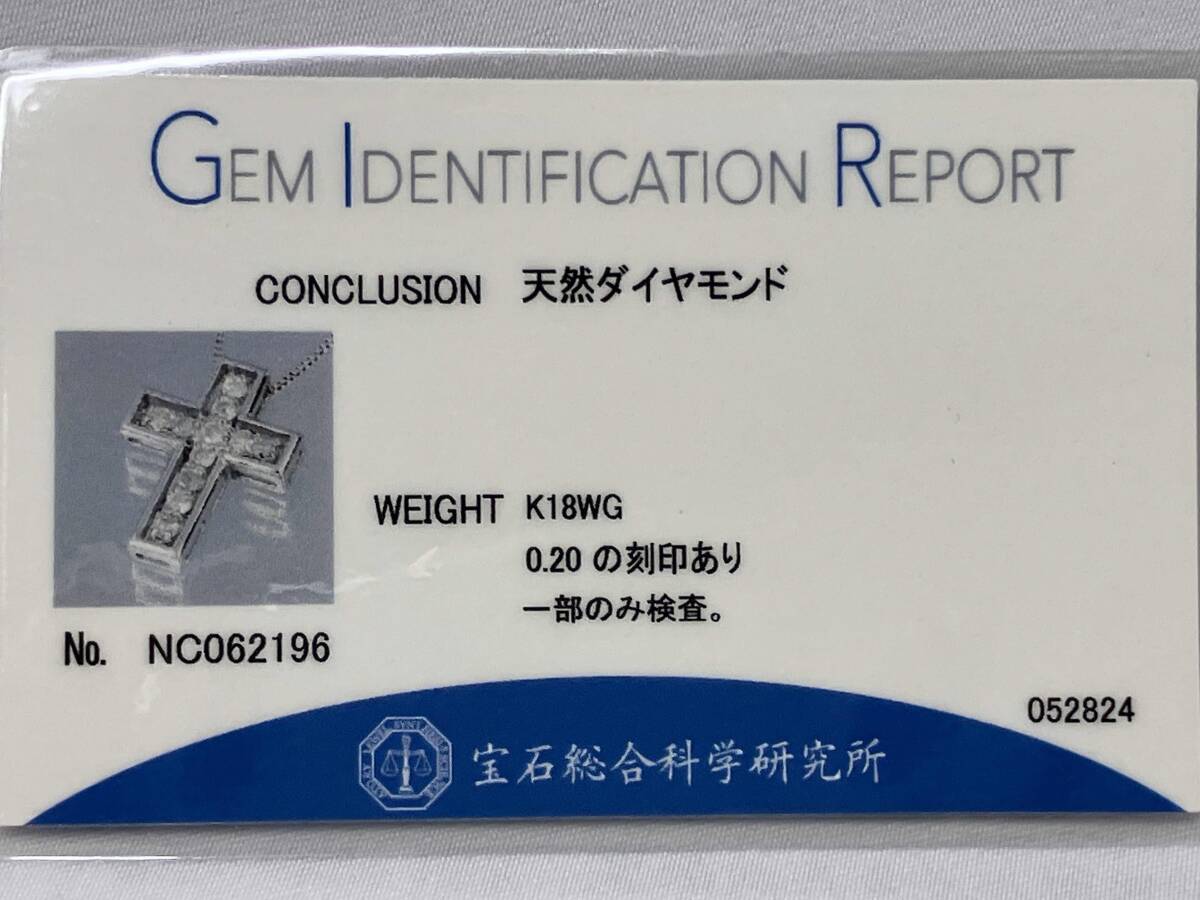 GEM IDENTIFICATION REPORT
CONCLUSION 天然ダイヤモンド
WEIGHT K18WG
0.20 の刻印あり
一部のみ検査。
No. NC062196
052824
宝石総合科学研究所